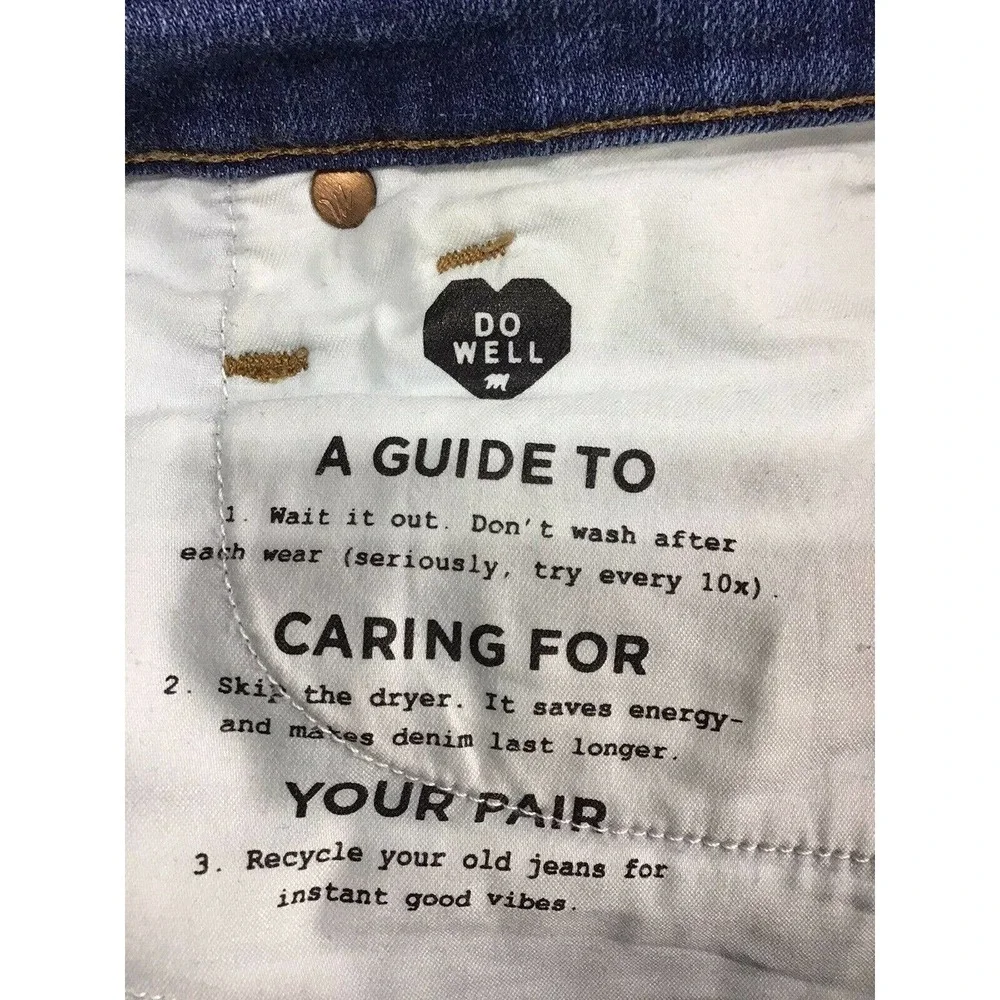 DO
WELL
m
A GUIDE TO
1. Wait it out. Don't wash after
each wear (seriously, try every 10x).
CARING FOR
2. Skip the dryer. It saves energy-
and makes denim last longer.
YOUR PAIR
3. Recycle your old jeans for
instant good vibes.